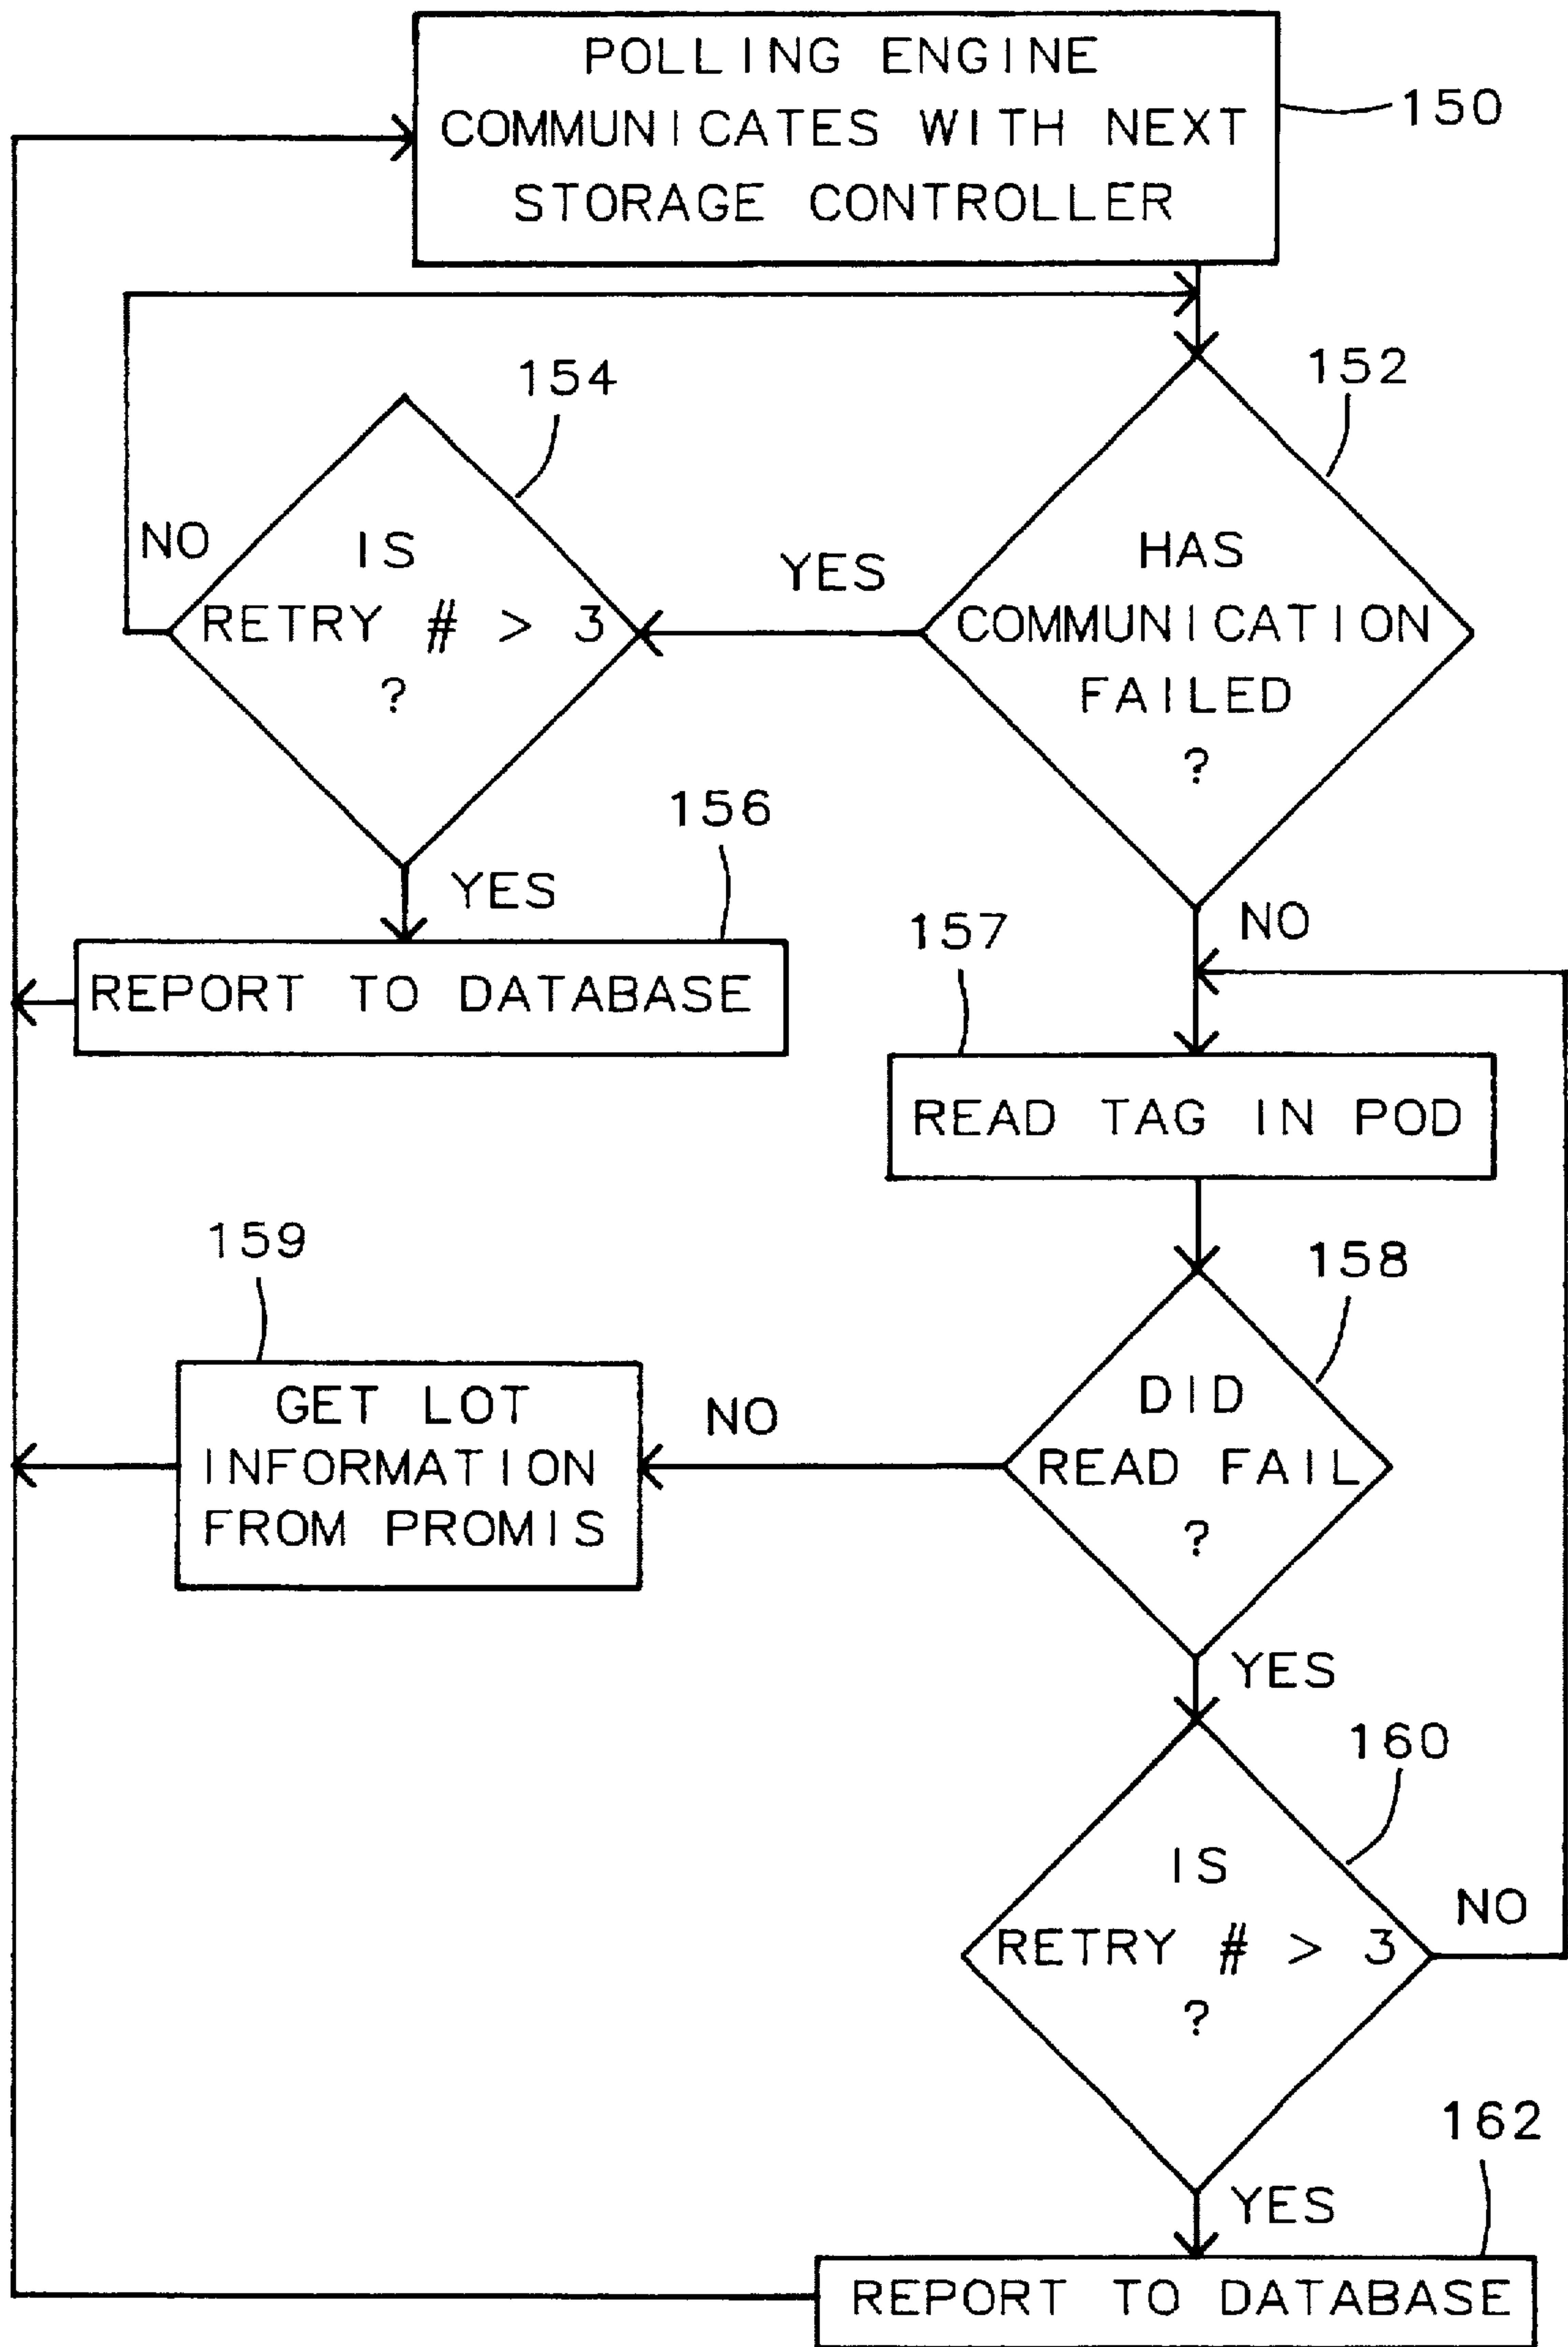 POLLING ENGINE
COMMUNICATES WITH NEXT
STORAGE CONTROLLER
150
154
152
NO
IS
RETRY # > 3
?
YES
HAS
COMMUNICATION
FAILED
?
156
YES
REPORT TO DATABASE
157
NO
READ TAG IN POD
159
158
GET LOT
INFORMATION
FROM PROMIS
NO
DID
READ FAIL
?
YES
160
IS
RETRY # > 3
?
NO
162
YES
REPORT TO DATABASE